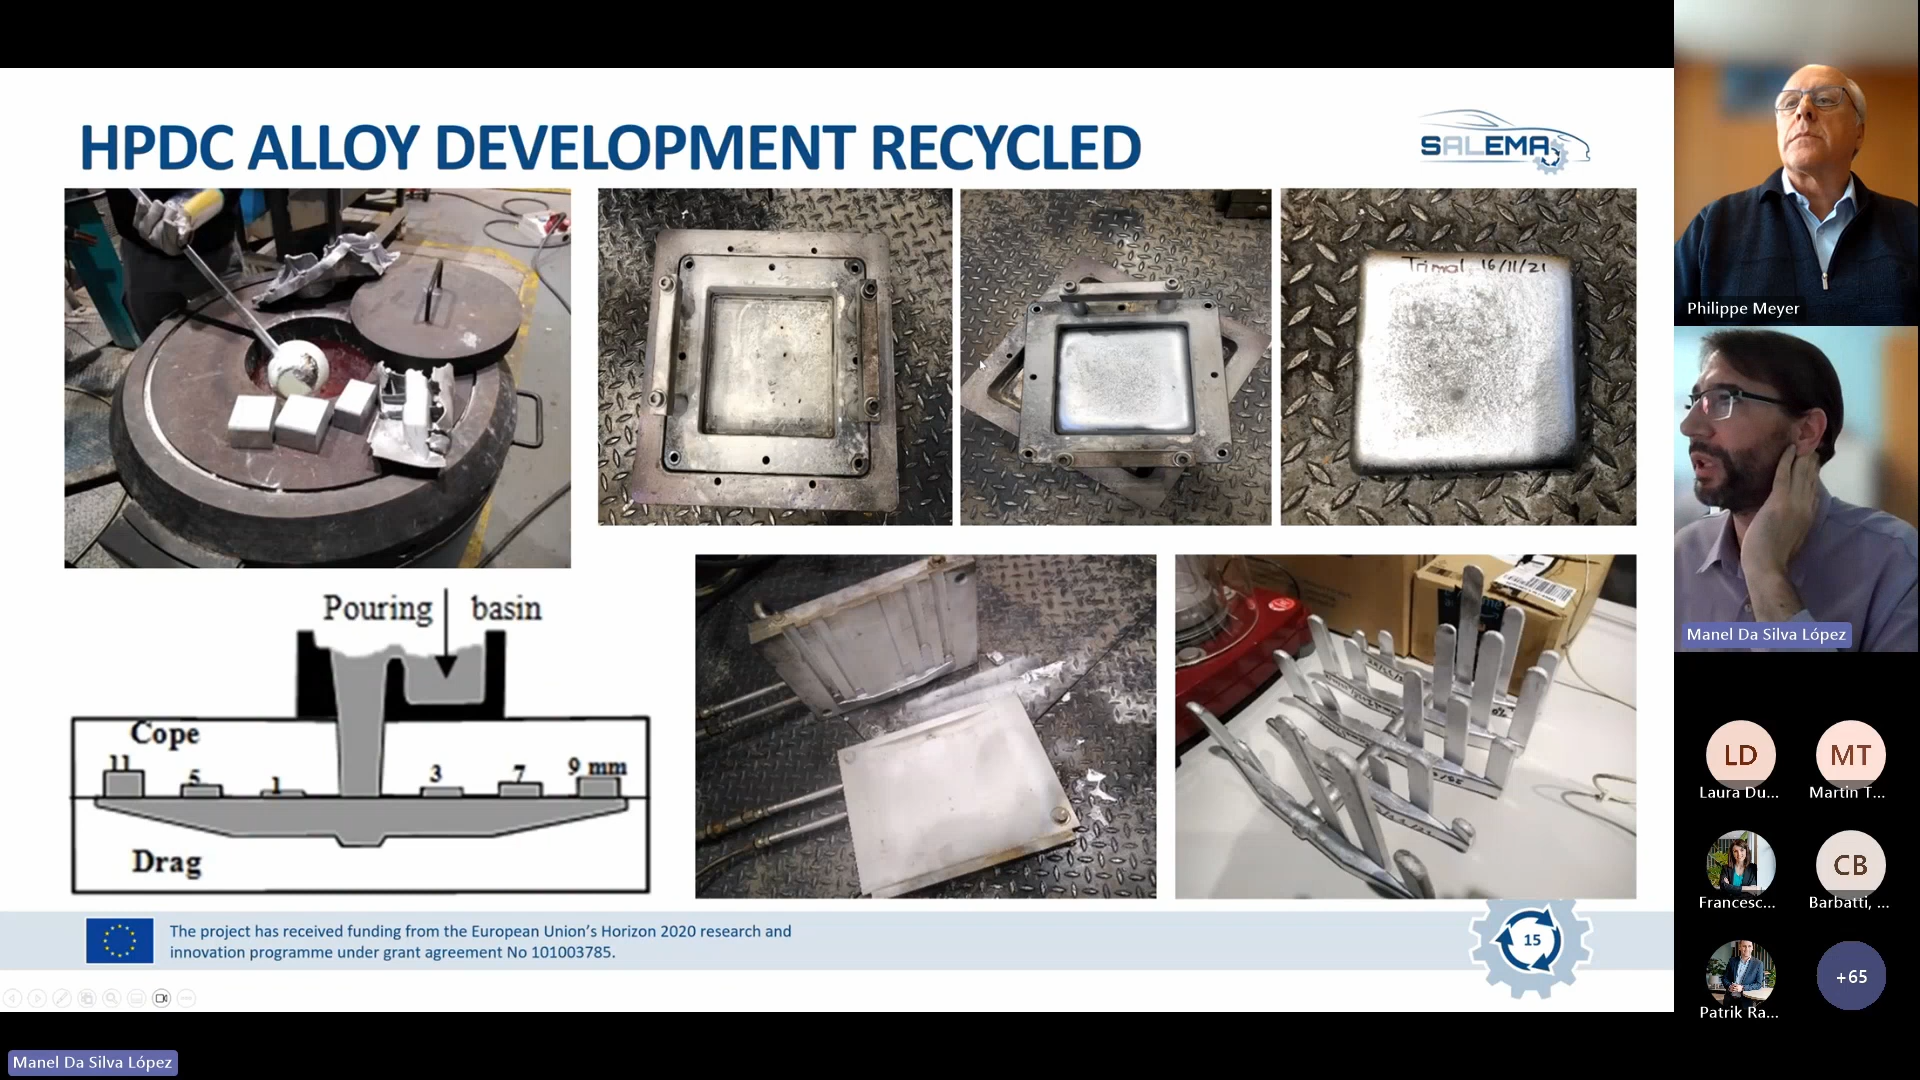 HPDC ALLOY DEVELOPMENT RECYCLED
SALEMA
Trimal 16/11/21
Pouring basin
Cope
11 5 1 3 7 9 mm
Drag
The project has received funding from the European Union's Horizon 2020 research and
innovation programme under grant agreement No 101003785.
15
Manel Da Silva López
Philippe Meyer
Manel Da Silva López
LD
Laura Du...
MT
Martin T...
Francesc...
CB
Barbatti, ...
Patrik Ra...
+65